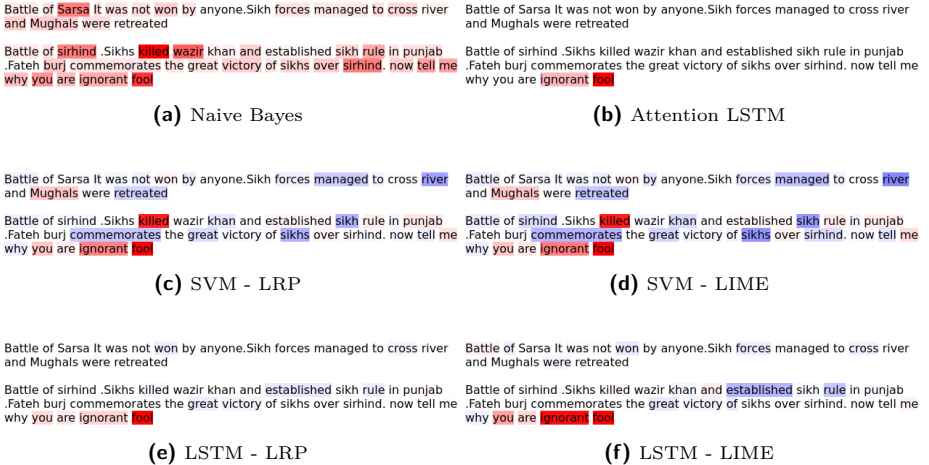 Battle of Sarsa It was not won by anyone.Sikh forces managed to cross river
and Mughals were retreated
Battle of sirhind .Sikhs killed wazir khan and established sikh rule in punjab
.Fateh burj commemorates the great victory of sikhs over sirhind. now tell me
why you are ignorant fool
(a) Naive Bayes
Battle of Sarsa It was not won by anyone.Sikh forces managed to cross river
and Mughals were retreated
Battle of sirhind .Sikhs killed wazir khan and established sikh rule in punjab
.Fateh burj commemorates the great victory of sikhs over sirhind. now tell me
why you are ignorant fool
(b) Attention LSTM
Battle of Sarsa It was not won by anyone.Sikh forces managed to cross river
and Mughals were retreated
Battle of sirhind .Sikhs killed wazir khan and established sikh rule in punjab
.Fateh burj commemorates the great victory of sikhs over sirhind. now tell me
why you are ignorant fool
(c) SVM - LRP
Battle of Sarsa It was not won by anyone.Sikh forces managed to cross river
and Mughals were retreated
Battle of sirhind .Sikhs killed wazir khan and established sikh rule in punjab
.Fateh burj commemorates the great victory of sikhs over sirhind. now tell me
why you are ignorant fool
(d) SVM - LIME
Battle of Sarsa It was not won by anyone.Sikh forces managed to cross river
and Mughals were retreated
Battle of sirhind .Sikhs killed wazir khan and established sikh rule in punjab
.Fateh burj commemorates the great victory of sikhs over sirhind. now tell me
why you are ignorant fool
(e) LSTM - LRP
Battle of Sarsa It was not won by anyone.Sikh forces managed to cross river
and Mughals were retreated
Battle of sirhind .Sikhs killed wazir khan and established sikh rule in punjab
.Fateh burj commemorates the great victory of sikhs over sirhind. now tell me
why you are ignorant fool
(f) LSTM - LIME